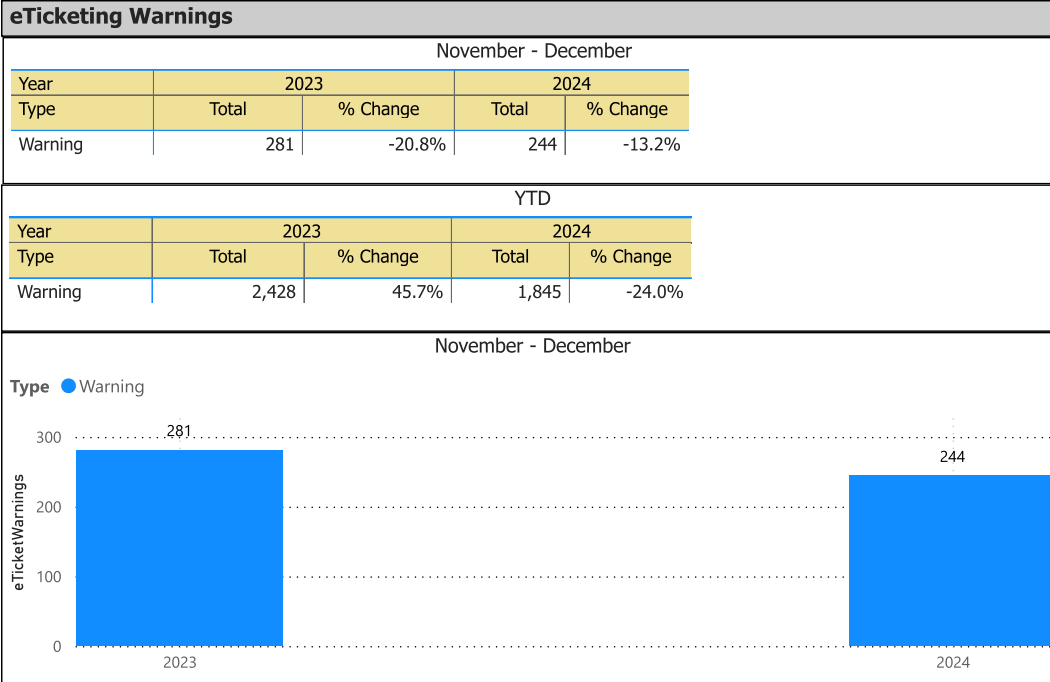 eTicketing Warnings
November - December
Year 2023 2024
Type Total % Change Total % Change
Warning 281 -20.8% 244 -13.2%
YTD
Year 2023 2024
Type Total % Change Total % Change
Warning 2,428 45.7% 1,845 -24.0%
November - December
Type Warning
281
300
244
200
100
0
eTicketWarnings
2023 2024